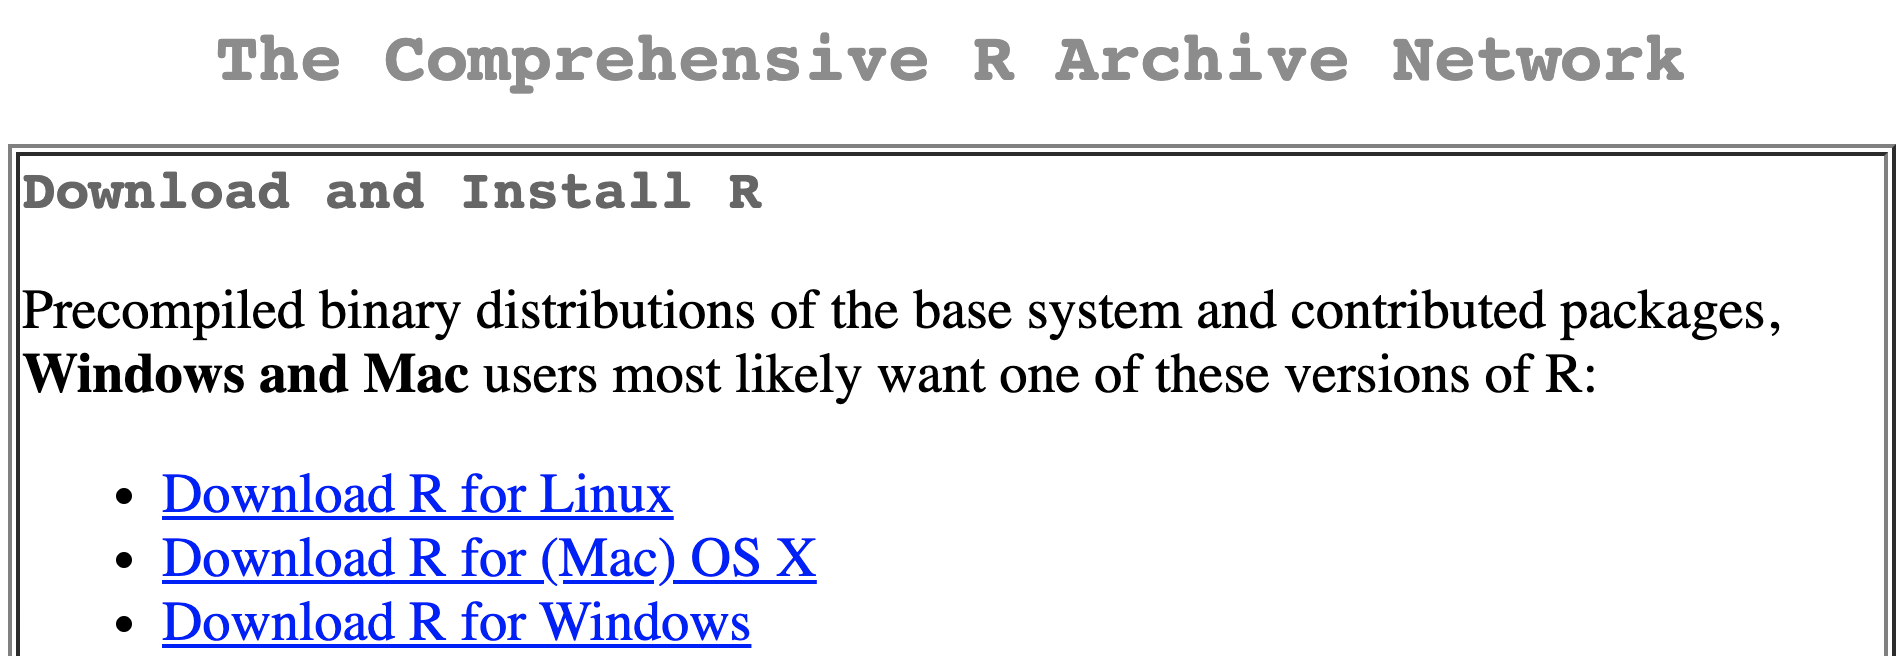 The Comprehensive R Archive Network
Download and Install R
Precompiled binary distributions of the base system and contributed packages,
Windows and Mac users most likely want one of these versions of R:
Download R for Linux
Download R for (Mac) OS X
Download R for Windows